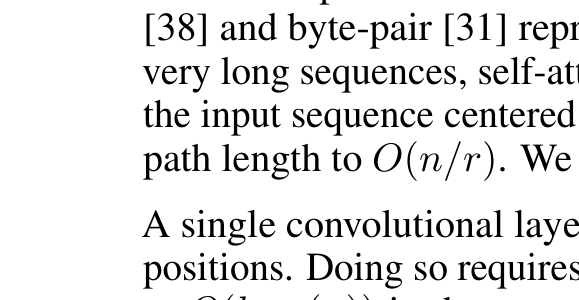 [38] and byte-pair [31] repr
very long sequences, self-att
the input sequence centered
path length to O(n/r). We
A single convolutional laye
positions. Doing so requires